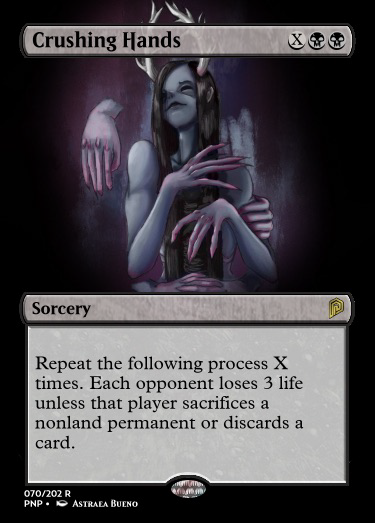 Crushing Hands X
Sorcery
Repeat the following process X
times. Each opponent loses 3 life
unless that player sacrifices a
nonland permanent or discards a
card.
070/202 R
PNP • Astraea Bueno